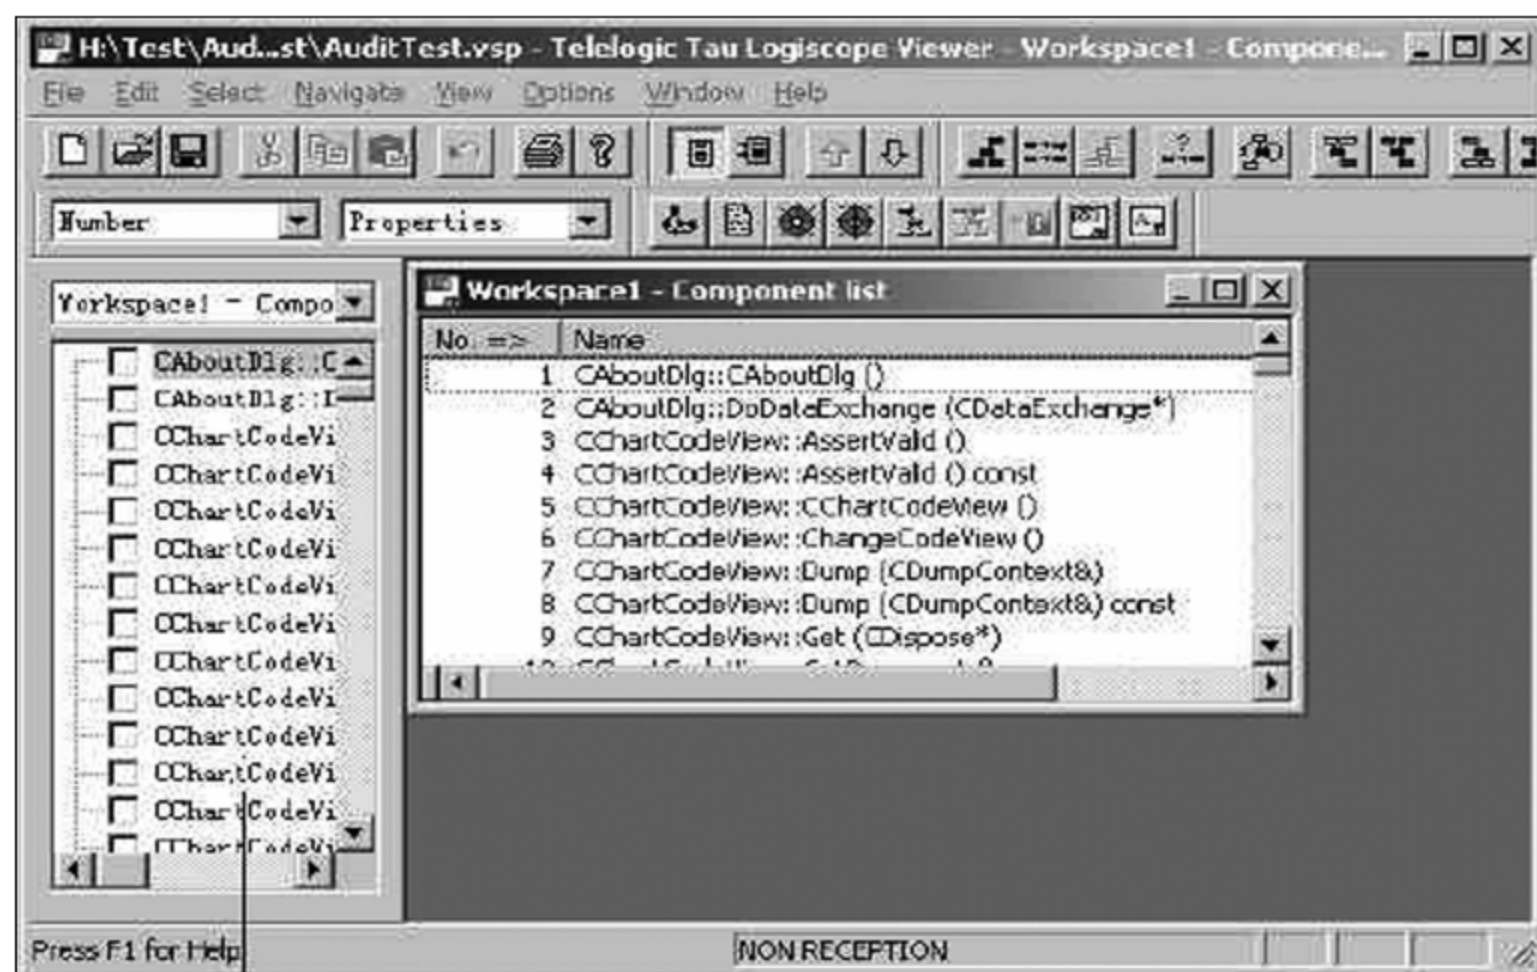 H:\Test\Aud...st\AuditTest.vsp - Telelogic Tau Logiscope Viewer - Workspace1 - Compone...
File Edit Select Navigate View Options Window Help
Number Properties
Workspace1 - Compo
Workspace1 - Component list
No. => Name
1 CAboutDlg::CAboutDlg ()
2 CAboutDlg::DoDataExchange (CDataExchange*)
3 CChartCodeView::AssertValid ()
4 CChartCodeView::AssertValid () const
5 CChartCodeView::CChartCodeView ()
6 CChartCodeView::ChangeCodeView ()
7 CChartCodeView::Dump (CDumpContext&)
8 CChartCodeView::Dump (CDumpContext&) const
9 CChartCodeView::Get (CDispose*)
CAboutDlg::C
CAboutDlg::D
CChartCodeVi
CChartCodeVi
CChartCodeVi
CChartCodeVi
CChartCodeVi
CChartCodeVi
CChartCodeVi
CChartCodeVi
CChartCodeVi
CChartCodeVi
CChartCodeVi
CChartCodeVi
Press F1 for Help
NON RECEPTION